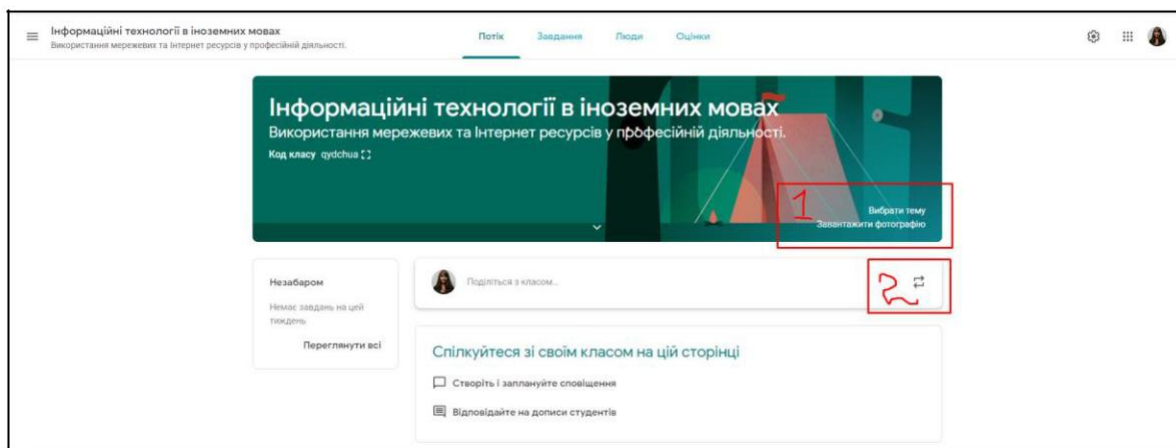 Інформаційні технології в іноземних мовах
Використання мережевих та Інтернет ресурсів у професійній діяльності.
Потік
Завдання
Люди
Оцінки
Інформаційні технології в іноземних мовах
Використання мережевих та Інтернет ресурсів у професійній діяльності.
Код класу qydchua
1
Вибрати тему
Завантажити фотографію
Незабаром
Немає завдань на цей
тиждень
Переглянути всі
Поділіться з класом...
2
Спілкуйтеся зі своїм класом на цій сторінці
Створіть і заплануйте сповіщення
Відповідайте на дописи студентів